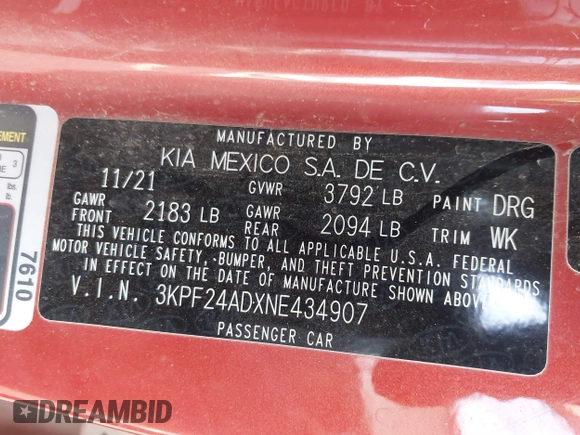 MANUFACTURED BY
KIA MEXICO S.A. DE C.V.
11/21 GVWR 3792 LB PAINT DRG
GAWR FRONT 2183 LB GAWR REAR 2094 LB TRIM WK
THIS VEHICLE CONFORMS TO ALL APPLICABLE U.S.A. FEDERAL
MOTOR VEHICLE SAFETY, BUMPER, AND THEFT PREVENTION STANDARDS
IN EFFECT ON THE DATE OF MANUFACTURE SHOWN ABOVE.
V.I.N. 3KPF24ADXNE434907
PASSENGER CAR
7610
DREAMBID